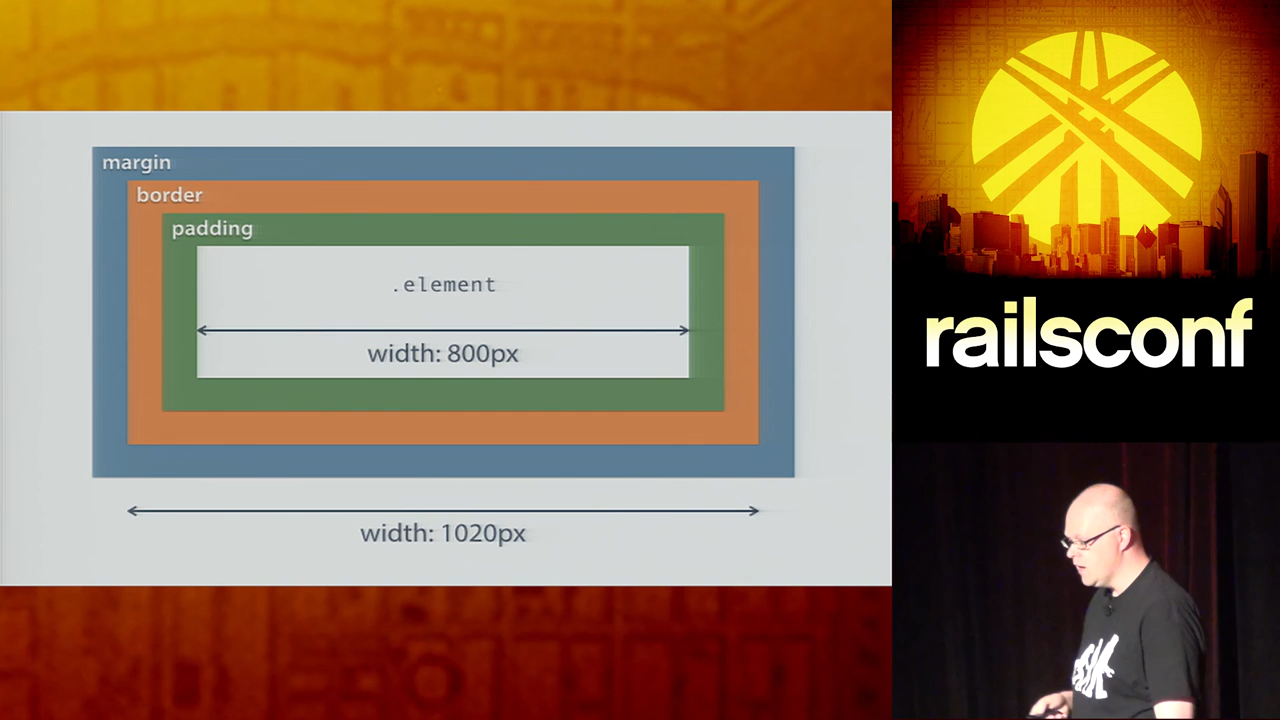 margin
border
padding
.element
width: 800px
width: 1020px
railsconf